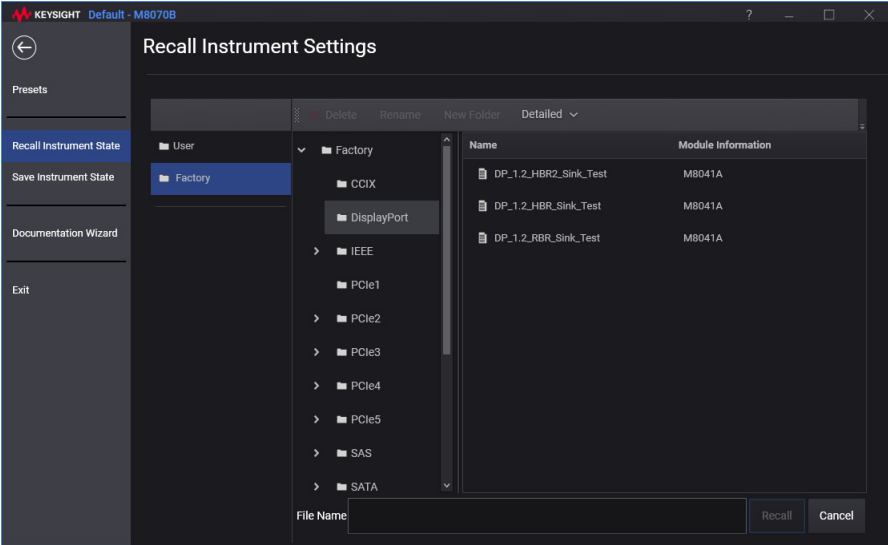 KEYSIGHT Default - M8070B ?
Recall Instrument Settings
Presets
Recall Instrument State
Save Instrument State
Documentation Wizard
Exit
User
Factory
Delete Rename New Folder Detailed
Factory
CCIX
DisplayPort
IEEE
PCIe1
PCIe2
PCIe3
PCIe4
PCIe5
SAS
SATA
Name Module Information
DP_1.2_HBR2_Sink_Test M8041A
DP_1.2_HBR_Sink_Test M8041A
DP_1.2_RBR_Sink_Test M8041A
File Name Recall Cancel